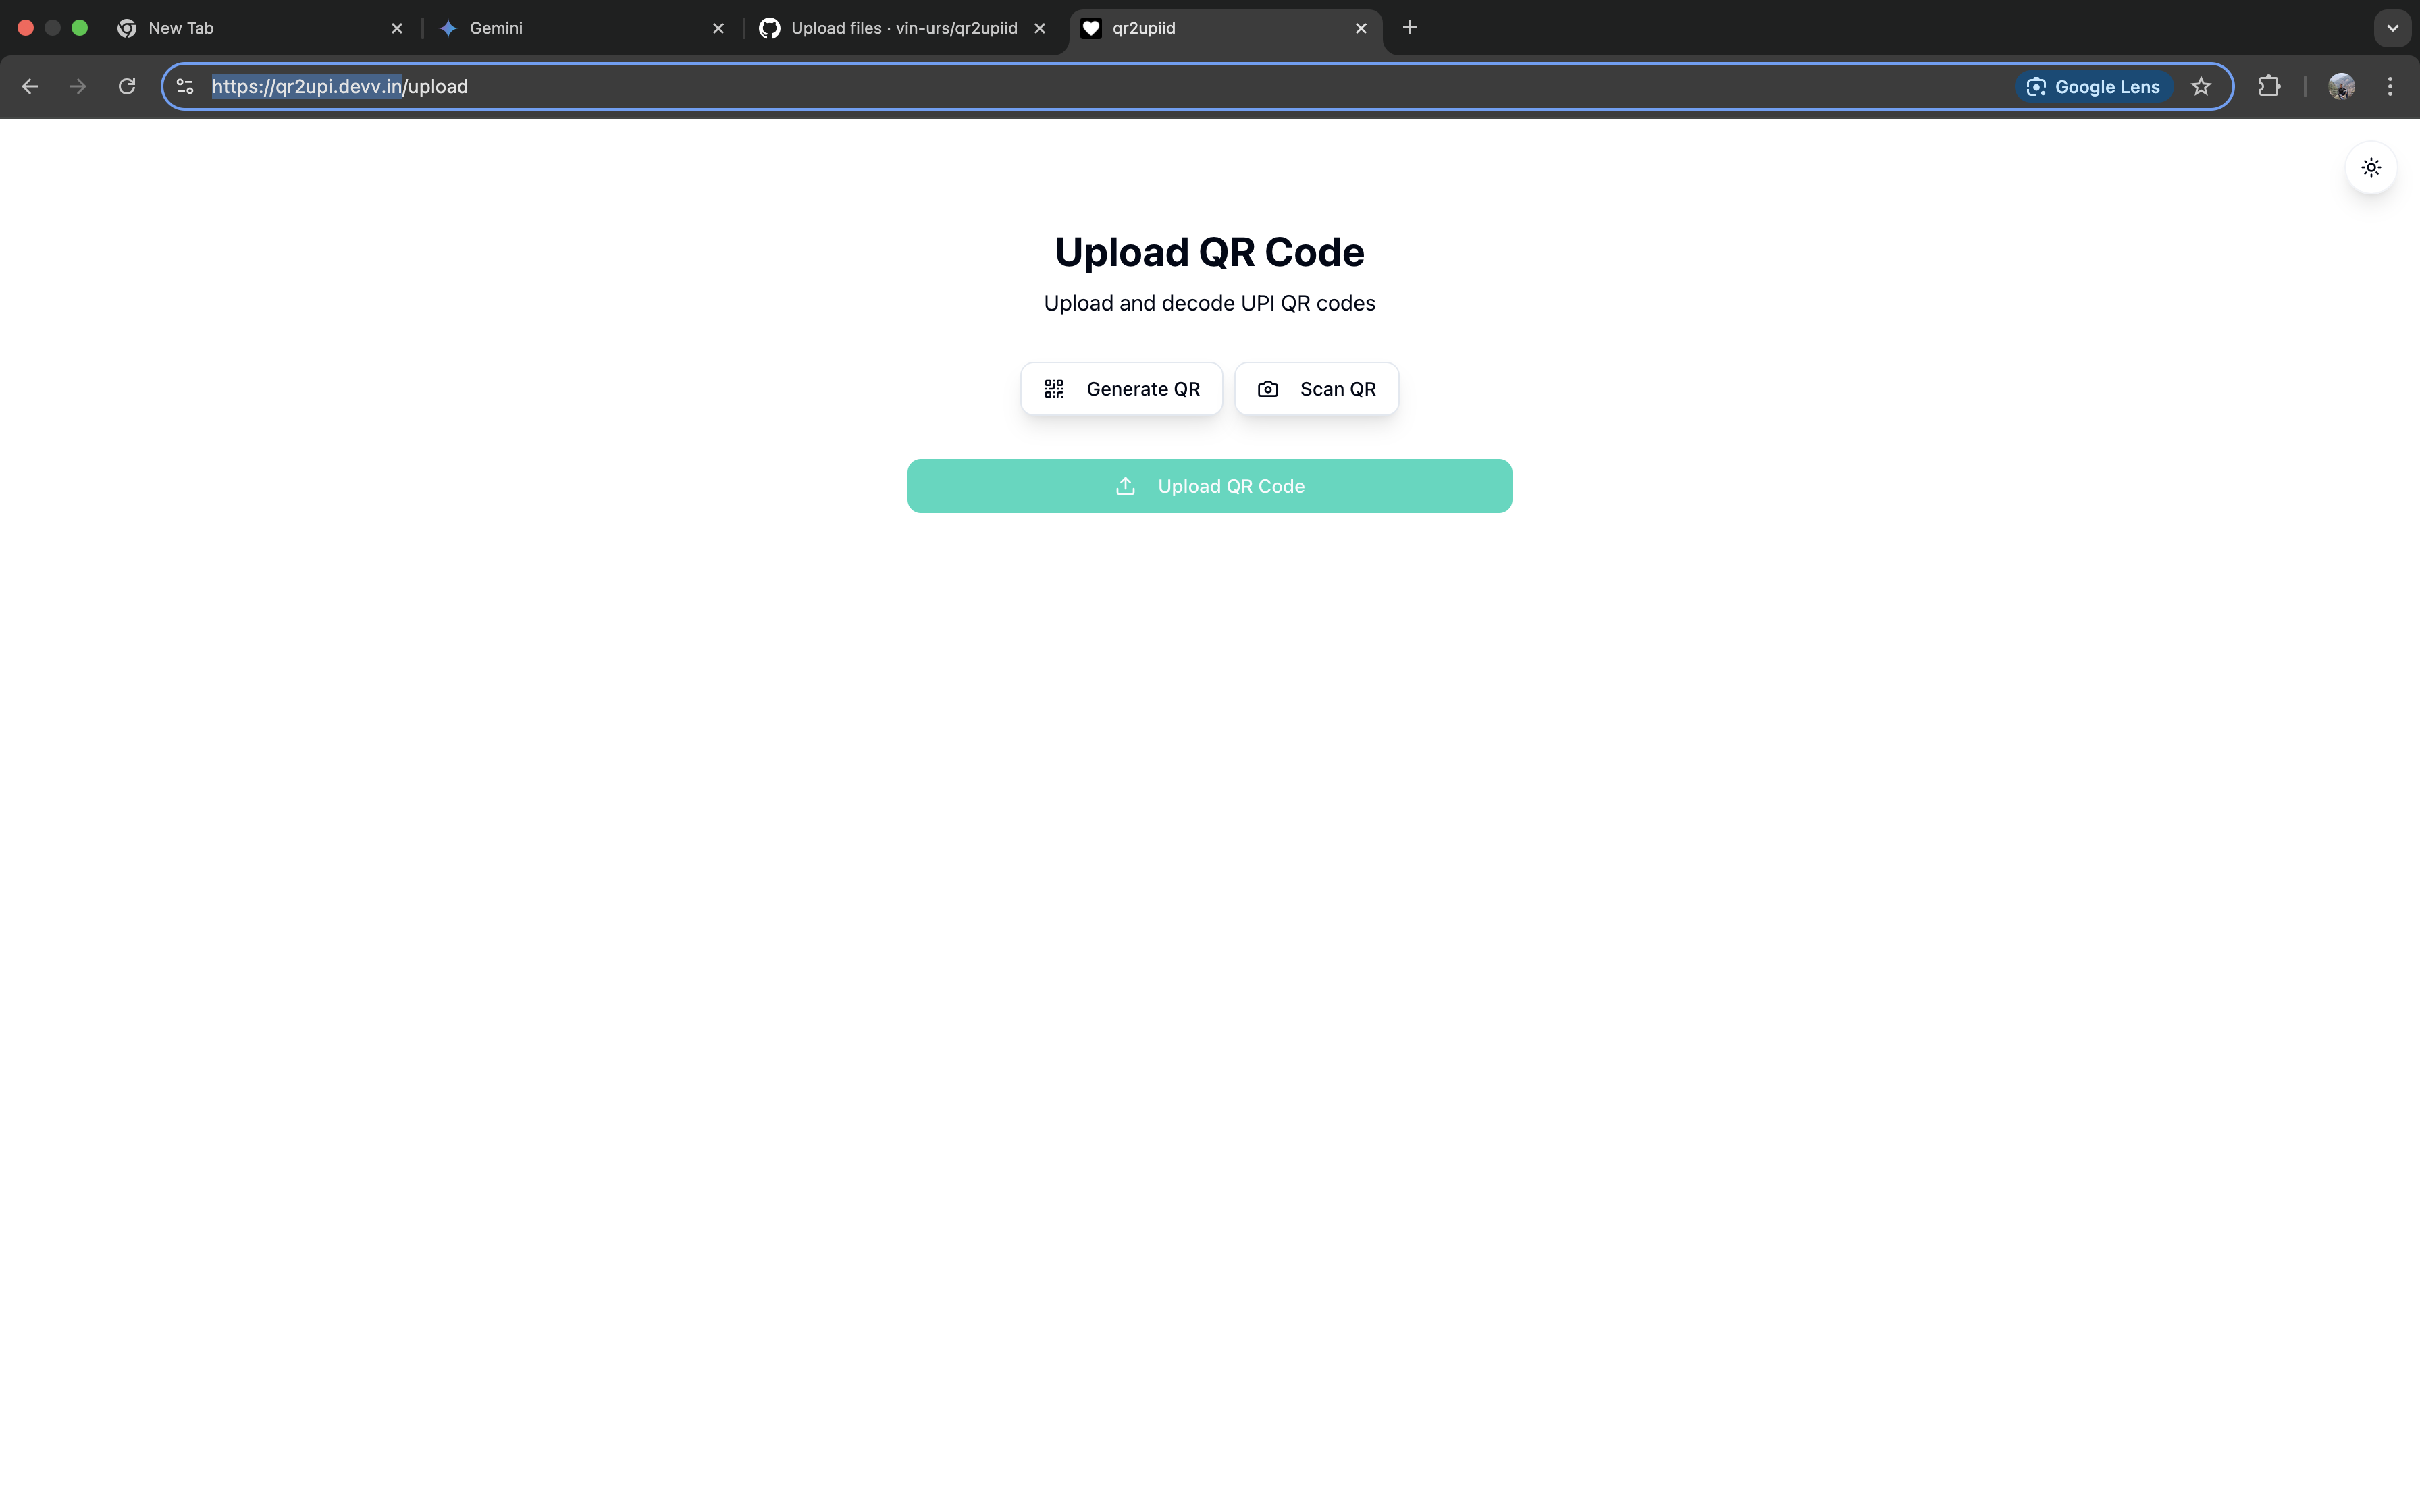 New Tab
Gemini
Upload files · vin-urs/qr2upiid
qr2upiid
https://qr2upi.devv.in/upload
Google Lens
Upload QR Code
Upload and decode UPI QR codes
Generate QR
Scan QR
Upload QR Code